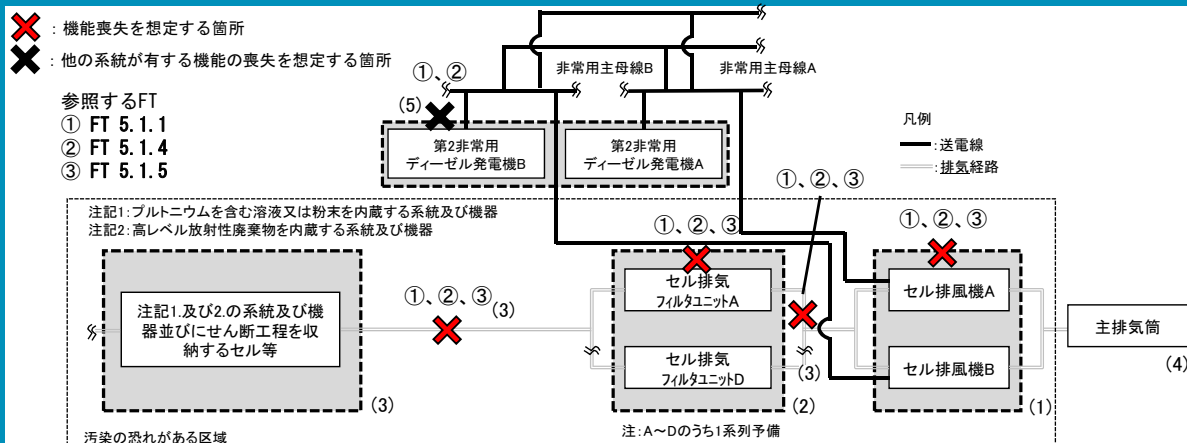 ：機能喪失を想定する箇所
：他の系統が有する機能の喪失を想定する箇所
参照するFT
① FT 5.1.1
② FT 5.1.4
③ FT 5.1.5
①、②
(5)
非常用主母線B
非常用主母線A
第2非常用
ディーゼル発電機B
第2非常用
ディーゼル発電機A
凡例
:送電線
:排気経路
注記1:プルトニウムを含む溶液又は粉末を内蔵する系統及び機器
注記2:高レベル放射性廃棄物を内蔵する系統及び機器
①、②、③
①、②、③
①、②、③
注記1.及び2.の系統及び機
器並びにせん断工程を収
納するセル等
(3)
①、②、③
(3)
セル排気
フィルタユニットA
セル排気
フィルタユニットD
(2)
(3)
セル排風機A
セル排風機B
(1)
主排気筒
(4)
注:A～Dのうち1系列予備
汚染の恐れがある区域